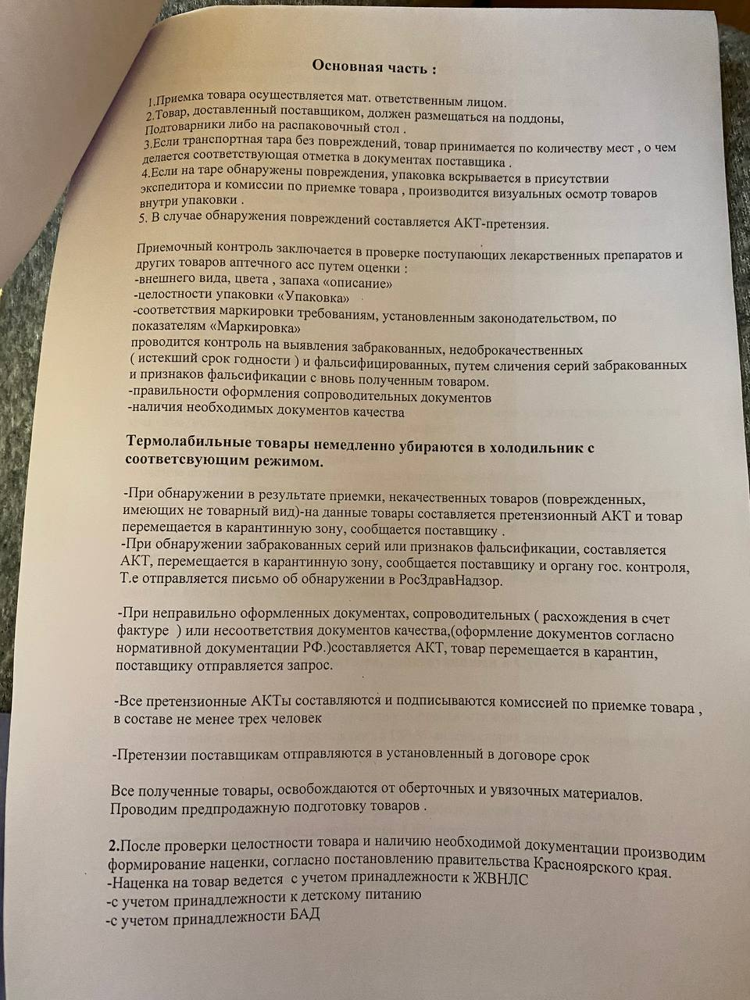 Основная часть :
1.Приемка товара осуществляется мат. ответственным лицом.
2.Товар, доставленный поставщиком, должен размещаться на поддоны,
Подтоварники либо на распаковочный стол .
3.Если транспортная тара без повреждений, товар принимается по количеству мест , о чем
делается соответствующая отметка в документах поставщика .
4.Если на таре обнаружены повреждения, упаковка вскрывается в присутствии
экспедитора и комиссии по приемке товара , производится визуальных осмотр товаров
внутри упаковки .
5. В случае обнаружения повреждений составляется АКТ-претензия.
Приемочный контроль заключается в проверке поступающих лекарственных препаратов и
других товаров аптечного асс путем оценки :
-внешнего вида, цвета , запаха «описание»
-целостности упаковки «Упаковка»
-соответствия маркировки требованиям, установленным законодательством, по
показателям «Маркировка»
проводится контроль на выявления забракованных, недоброкачественных
( истекший срок годности ) и фальсифицированных, путем сличения серий забракованных
и признаков фальсификации с вновь полученным товаром.
-правильности оформления сопроводительных документов
-наличия необходимых документов качества
Термолабильные товары немедленно убираются в холодильник с
соответсвующим режимом.
-При обнаружении в результате приемки, некачественных товаров (поврежденных,
имеющих не товарный вид)-на данные товары составляется претензионный АКТ и товар
перемещается в карантинную зону, сообщается поставщику .
-При обнаружении забракованных серий или признаков фальсификации, составляется
АКТ, перемещается в карантинную зону, сообщается поставщику и органу гос. контроля,
Т.е отправляется письмо об обнаружении в РосЗдравНадзор.
-При неправильно оформленных документах, сопроводительных ( расхождения в счет
фактуре ) или несоответствия документов качества,(оформление документов согласно
нормативной документации РФ.)составляется АКТ, товар перемещается в карантин,
поставщику отправляется запрос.
-Все претензионные АКТы составляются и подписываются комиссией по приемке товара ,
в составе не менее трех человек
-Претензии поставщикам отправляются в установленный в договоре срок
Все полученные товары, освобождаются от оберточных и увязочных материалов.
Проводим предпродажную подготовку товаров .
2.После проверки целостности товара и наличию необходимой документации производим
формирование наценки, согласно постановлению правительства Красноярского края.
-Наценка на товар ведется с учетом принадлежности к ЖВНЛС
-с учетом принадлежности к детскому питанию
-с учетом принадлежности БАД